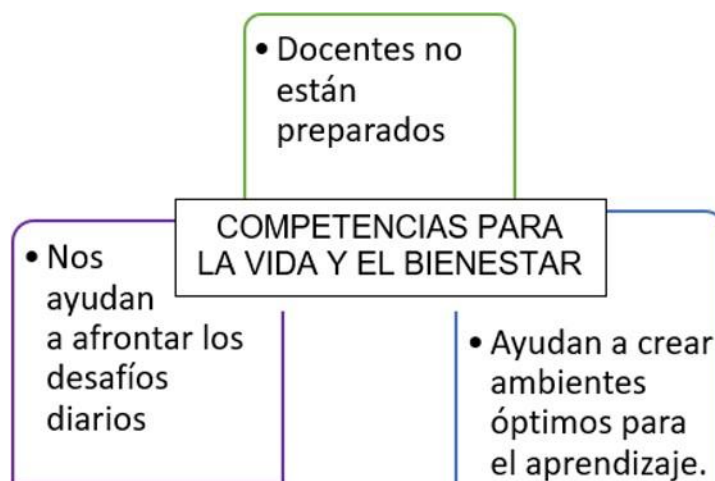 • Docentes no
están
preparados
COMPETENCIAS PARA
LA VIDA Y EL BIENESTAR
• Nos
ayudan
a afrontar los
desafíos
diarios
• Ayudan a crear
ambientes
óptimos para
el aprendizaje.